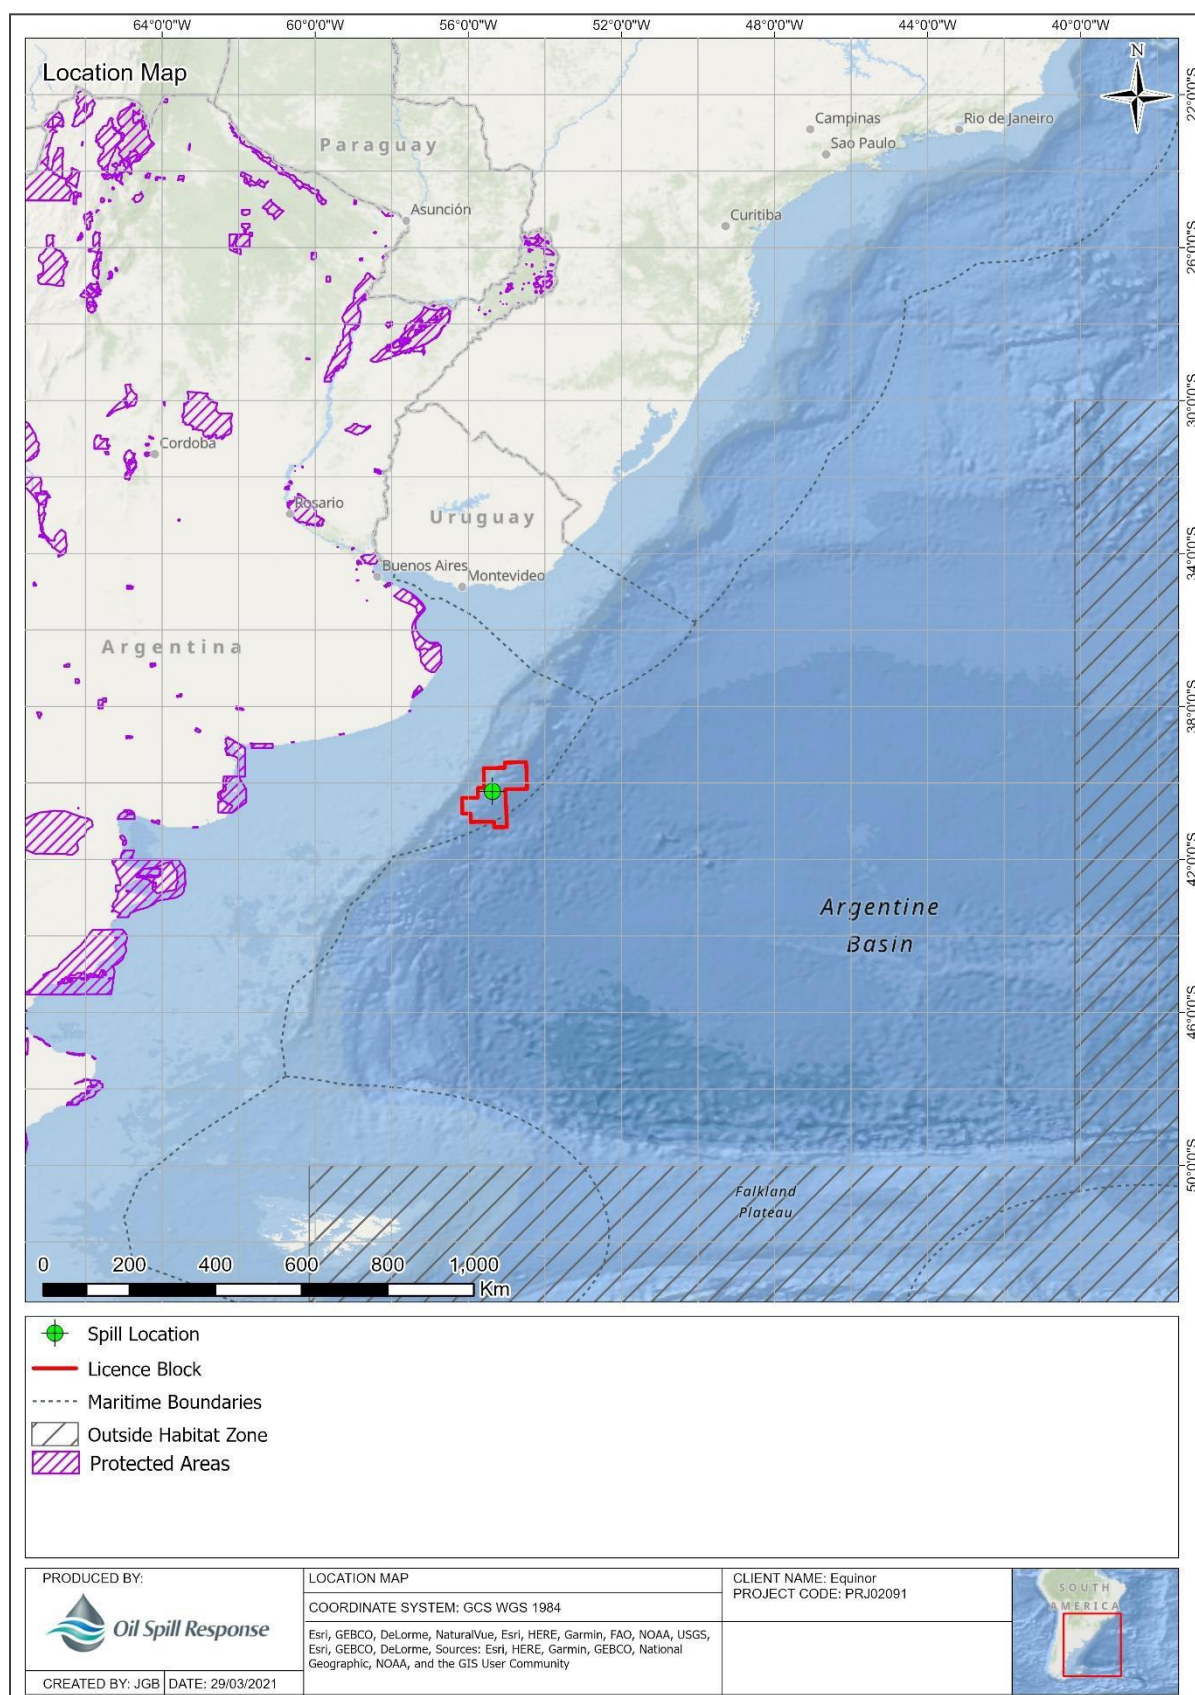 64°0'0"W 60°0'0"W 56°0'0"W 52°0'0"W 48°0'0"W 44°0'0"W 40°0'0"W
Location Map
N
22°0'0"S
Campinas
Rio de Janeiro
Paraguay
Sao Paulo
Asunción
Curitiba
26°0'0"S
30°0'0"S
Cordoba
Rosario
Uruguay
34°0'0"S
Buenos Aires
Montevideo
Argentina
38°0'0"S
42°0'0"S
Argentine
Basin
46°0'0"S
50°0'0"S
Falkland
Plateau
0 200 400 600 800 1,000
Km
Spill Location
Licence Block
Maritime Boundaries
Outside Habitat Zone
Protected Areas
PRODUCED BY:
Oil Spill Response
CREATED BY: JGB DATE: 29/03/2021
LOCATION MAP
COORDINATE SYSTEM: GCS WGS 1984
Esri, GEBCO, DeLorme, NaturalVue, Esri, HERE, Garmin, FAO, NOAA, USGS,
Esri, GEBCO, DeLorme. Sources: Esri, HERE, Garmin, GEBCO, National
Geographic, NOAA, and the GIS User Community
CLIENT NAME: Equinor
PROJECT CODE: PRJ02091
SOUTH
AMERICA